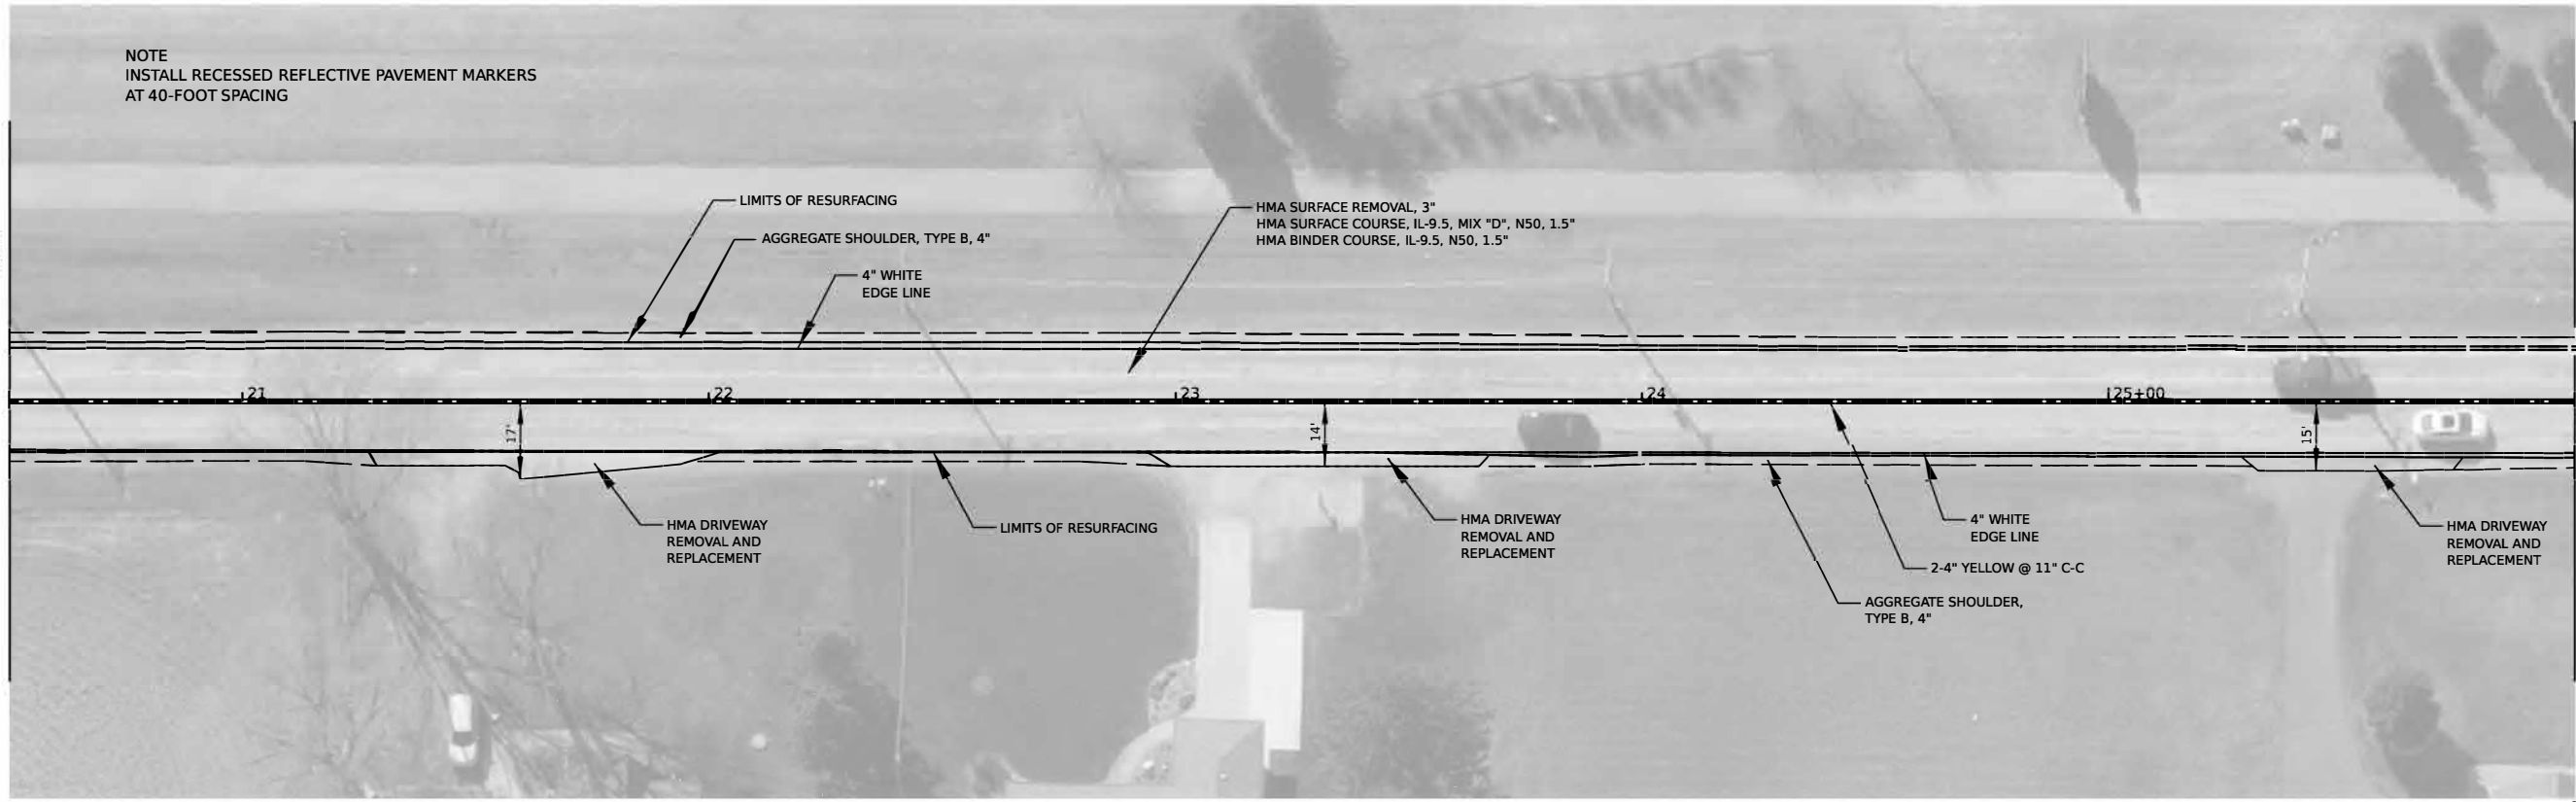 NOTE
INSTALL RECESSED REFLECTIVE PAVEMENT MARKERS
AT 40-FOOT SPACING
LIMITS OF RESURFACING
AGGREGATE SHOULDER, TYPE B, 4"
4" WHITE
EDGE LINE
HMA SURFACE REMOVAL, 3"
HMA SURFACE COURSE, IL-9.5, MIX "D", N50, 1.5"
HMA BINDER COURSE, IL-9.5, N50, 1.5"
21
22
23
24
25+00
17'
14'
15'
HMA DRIVEWAY
REMOVAL AND
REPLACEMENT
LIMITS OF RESURFACING
HMA DRIVEWAY
REMOVAL AND
REPLACEMENT
4" WHITE
EDGE LINE
2-4" YELLOW @ 11" C-C
AGGREGATE SHOULDER,
TYPE B, 4"
HMA DRIVEWAY
REMOVAL AND
REPLACEMENT